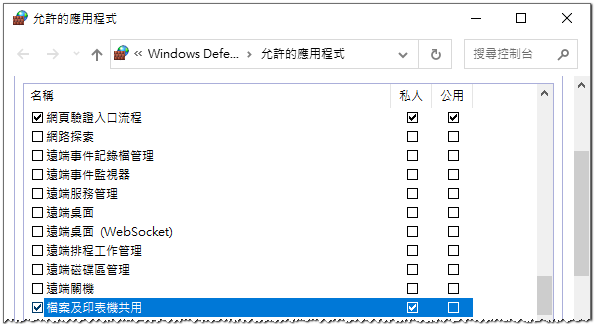 允許的應用程式
Windows Defe... 允許的應用程式 搜尋控制台
名稱 私人 公用
網頁驗證入口流程
網路探索
遠端事件記錄檔管理
遠端事件監視器
遠端服務管理
遠端桌面
遠端桌面 (WebSocket)
遠端排程工作管理
遠端磁碟區管理
遠端關機
檔案及印表機共用